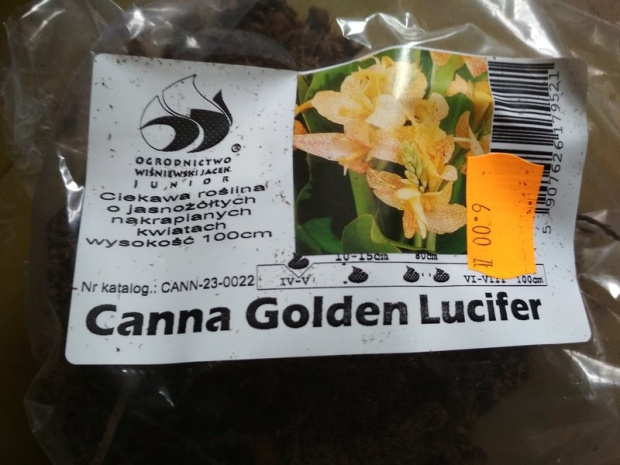 OGRODNICTWO
WIŚNIEWSKI JACEK
JUNIOR
®
Ciekawa roślina
o jasnożółtych
nakrapianych
kwiatach
wysokość 100cm
5 907626 179521
6.00
Nr katalog.: CANN-23-0022
IV-V
10-15cm
80cm
VI-VIII
100cm
Canna Golden Lucifer